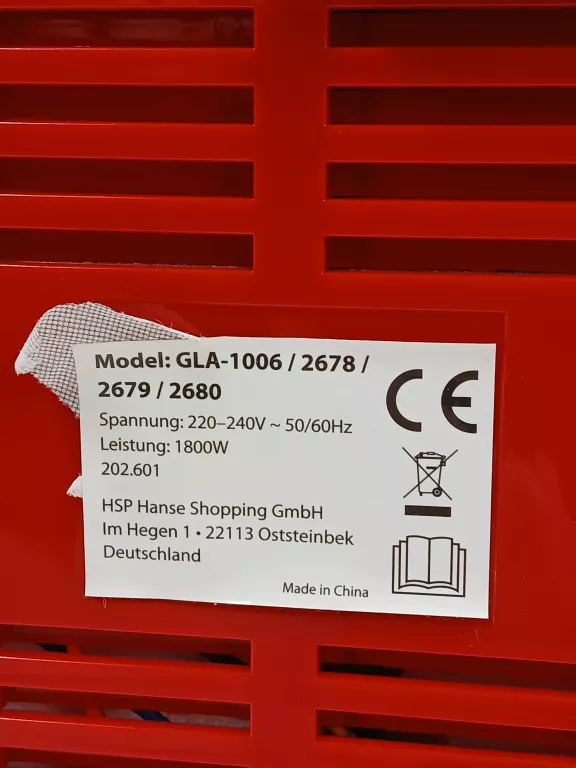 Model: GLA-1006 / 2678 /
2679 / 2680
Spannung: 220–240V ~ 50/60Hz
Leistung: 1800W
202.601
HSP Hanse Shopping GmbH
Im Hegen 1 • 22113 Oststeinbek
Deutschland
Made in China
CE